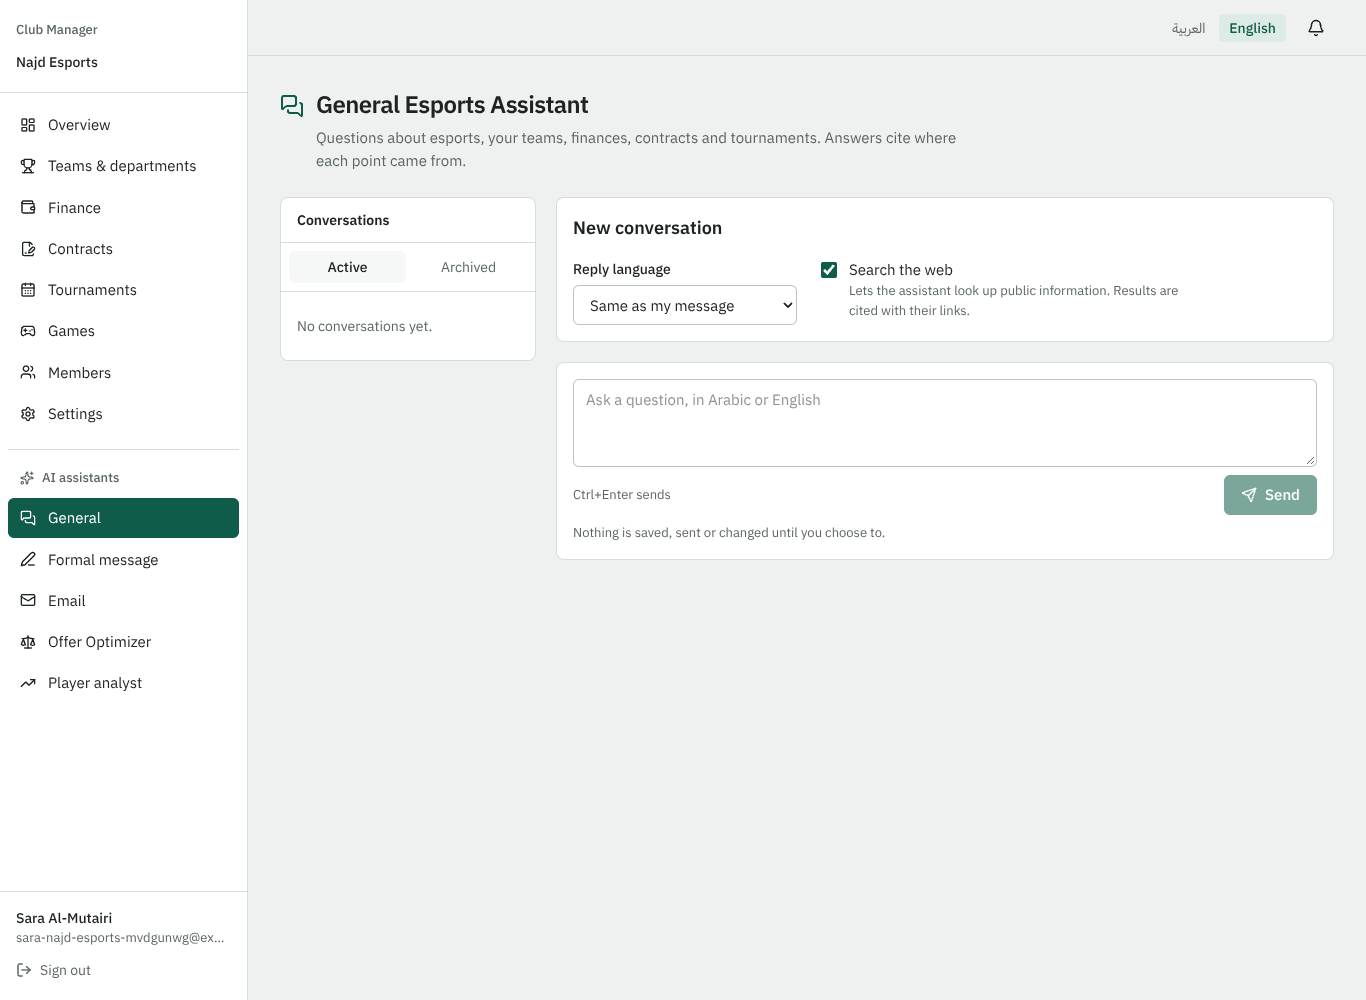 Club Manager
Najd Esports
Overview
Teams & departments
Finance
Contracts
Tournaments
Games
Members
Settings
AI assistants
General
Formal message
Email
Offer Optimizer
Player analyst
Sara Al-Mutairi
sara-najd-esports-mvdgunwg@ex...
Sign out
العربية
English
General Esports Assistant
Questions about esports, your teams, finances, contracts and tournaments. Answers cite where
each point came from.
Conversations
Active
Archived
No conversations yet.
New conversation
Reply language
Same as my message
Search the web
Lets the assistant look up public information. Results are
cited with their links.
Ask a question, in Arabic or English
Ctrl+Enter sends
Send
Nothing is saved, sent or changed until you choose to.